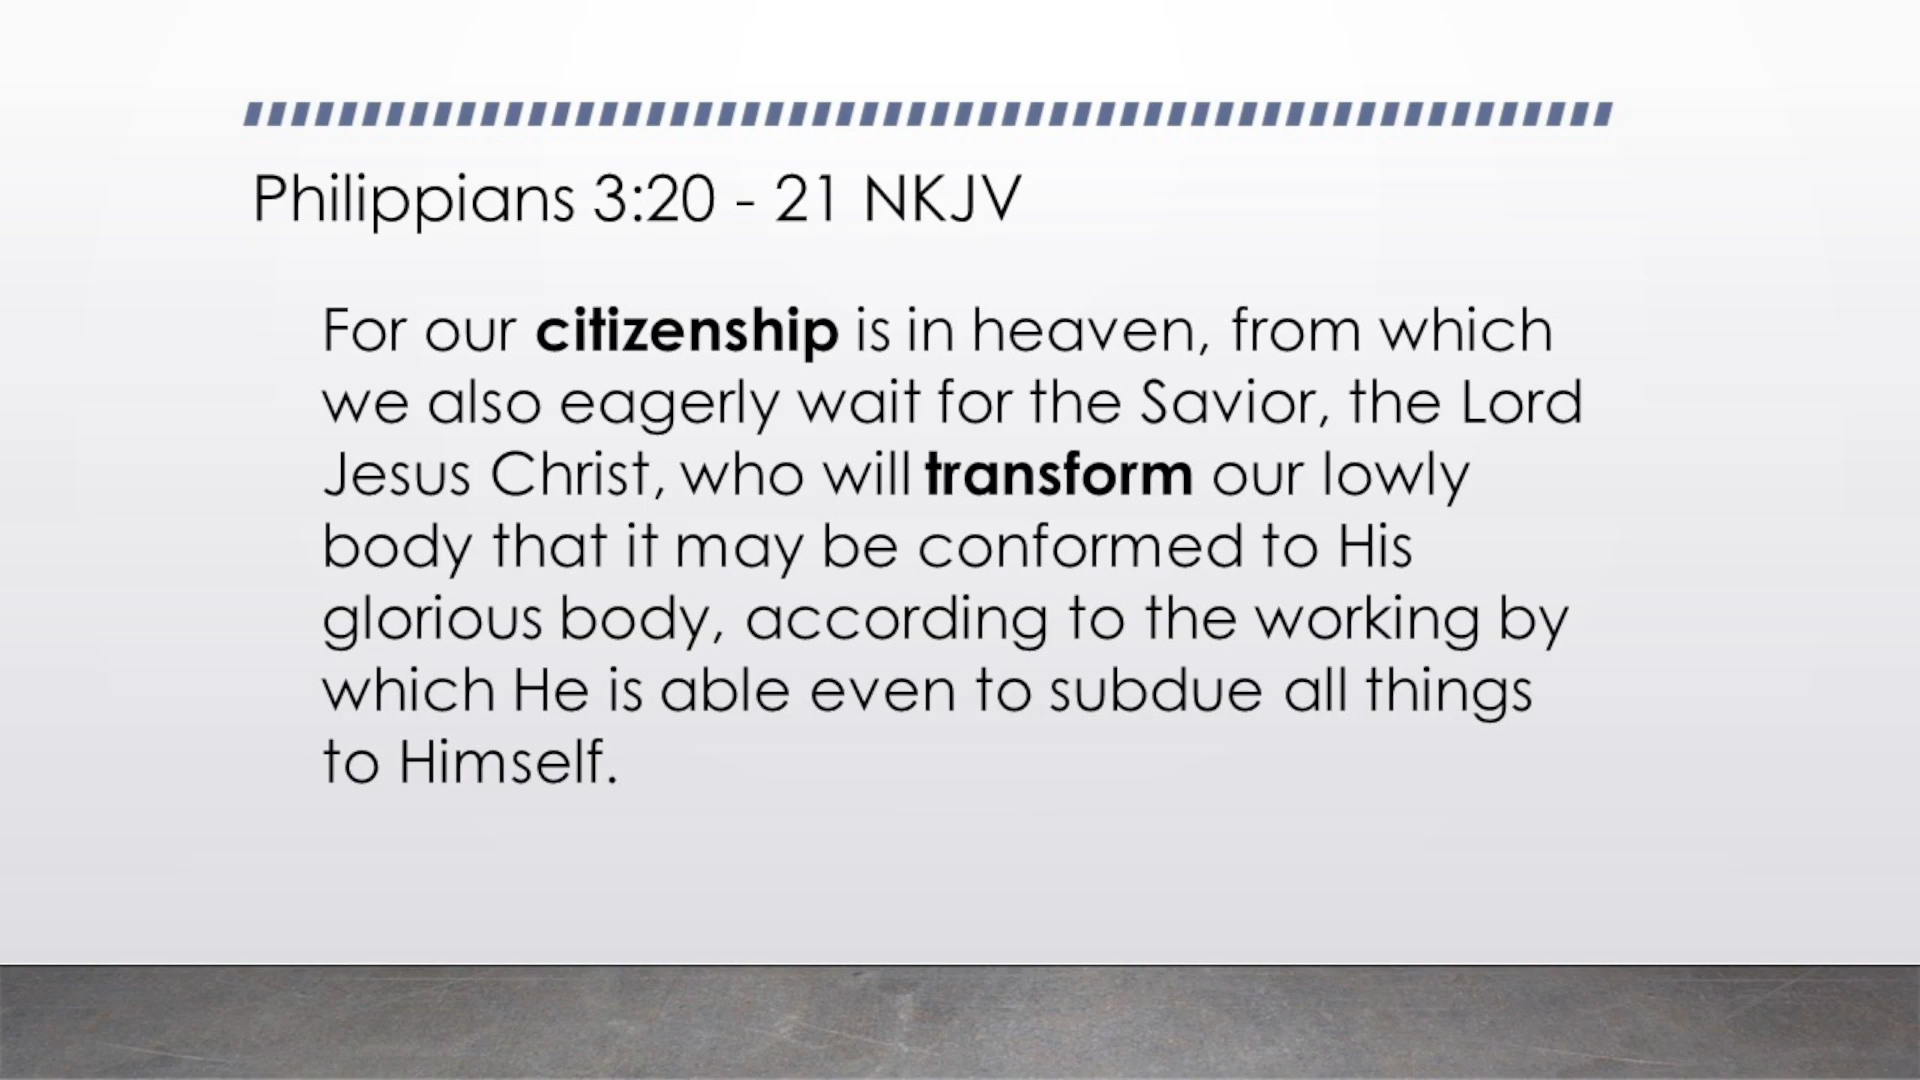 Philippians 3:20 - 21 NKJV
For our citizenship is in heaven, from which
we also eagerly wait for the Savior, the Lord
Jesus Christ, who will transform our lowly
body that it may be conformed to His
glorious body, according to the working by
which He is able even to subdue all things
to Himself.